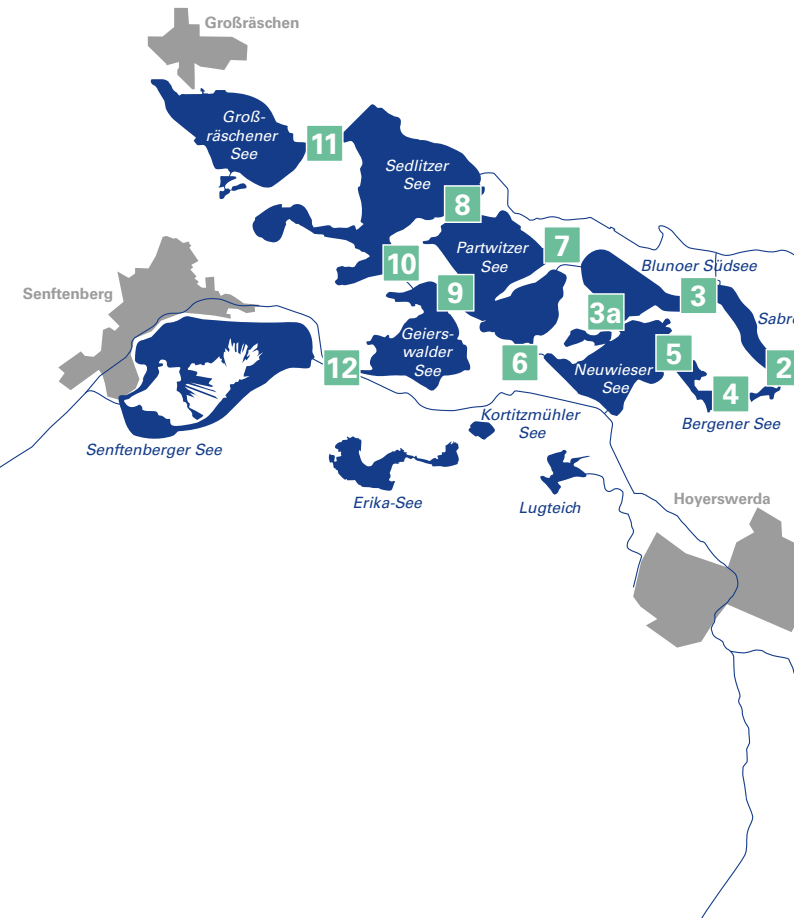 Großräschen
Groß-
räschener
See
11
Sedlitzer
See
8
Partwitzer
See
7
Blunoer Südsee
10
9
3
3a
Senftenberg
Sabro
Geiers-
walder
See
12
6
5
2
Neuwieser
See
4
Kortitzmühler
See
Bergener See
Senftenberger See
Erika-See
Lugteich
Hoyerswerda